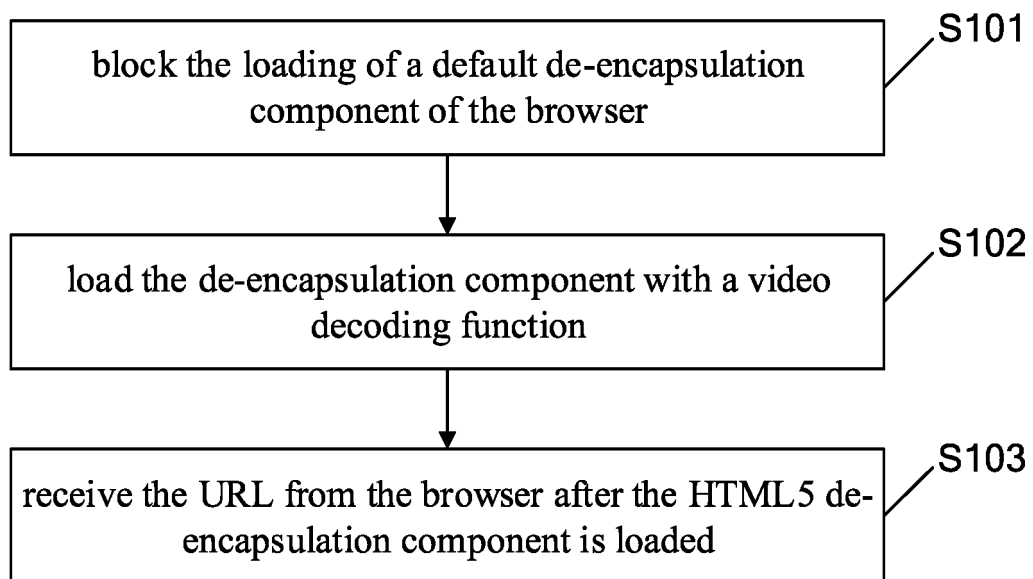 S101
block the loading of a default de-encapsulation
component of the browser
S102
load the de-encapsulation component with a video
decoding function
S103
receive the URL from the browser after the HTML5 de-
encapsulation component is loaded